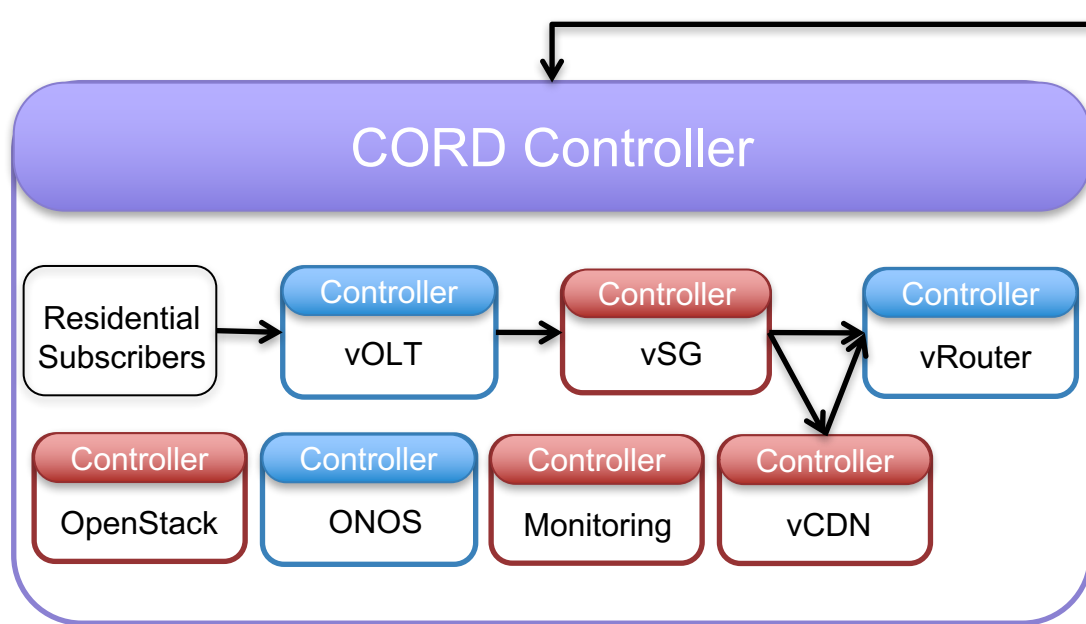 CORD Controller
Residential
Subscribers
Controller
vOLT
Controller
vSG
Controller
vRouter
Controller
OpenStack
Controller
ONOS
Controller
Monitoring
Controller
vCDN